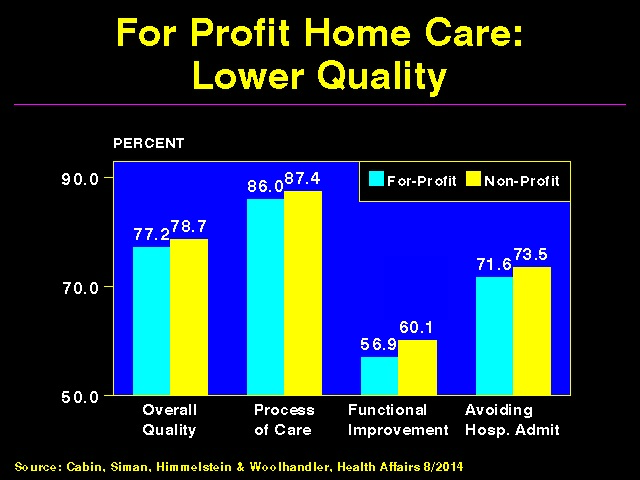 For Profit Home Care:
Lower Quality
PERCENT
90.0
70.0
50.0
For-Profit
Non-Profit
77.2
78.7
86.0
87.4
56.9
60.1
71.6
73.5
Overall
Quality
Process
of Care
Functional
Improvement
Avoiding
Hosp. Admit
Source: Cabin, Siman, Himmelstein & Woolhandler, Health Affairs 8/2014